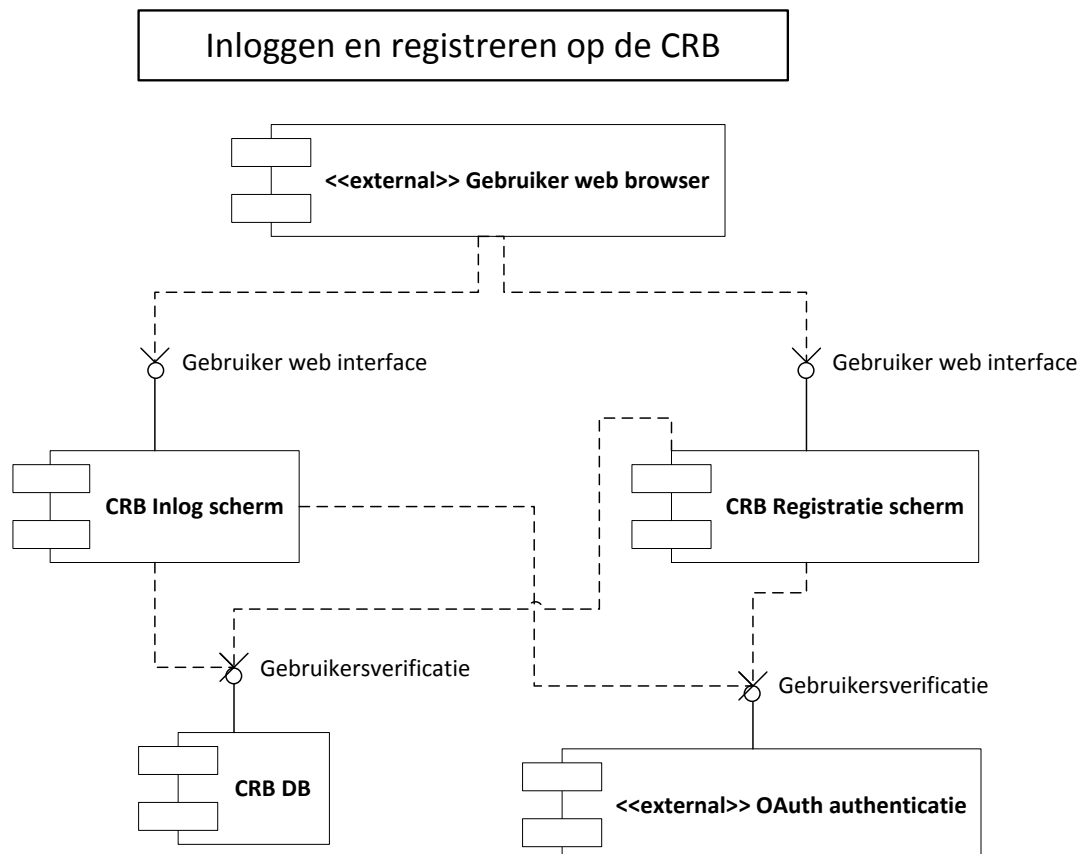 Inloggen en registreren op de CRB
<<external>> Gebruiker web browser
Gebruiker web interface
Gebruiker web interface
CRB Inlog scherm
CRB Registratie scherm
Gebruikersverificatie
Gebruikersverificatie
CRB DB
<<external>> OAuth authenticatie